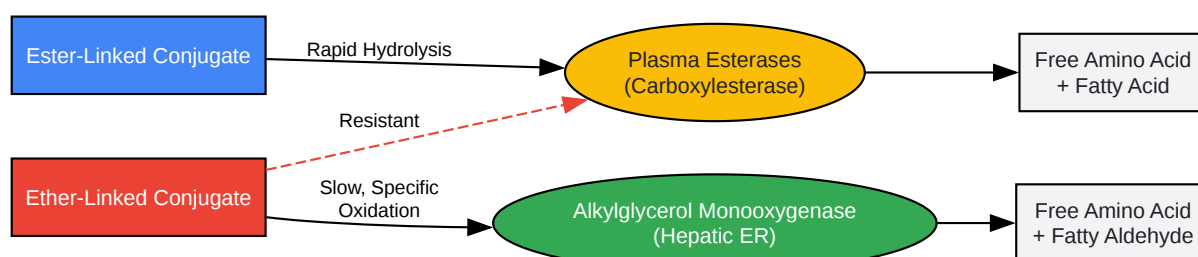 Ester-Linked Conjugate
Rapid Hydrolysis
Plasma Esterases
(Carboxylesterase)
Free Amino Acid
+ Fatty Acid
Resistant
Ether-Linked Conjugate
Slow, Specific
Oxidation
Alkylglycerol Monooxygenase
(Hepatic ER)
Free Amino Acid
+ Fatty Aldehyde